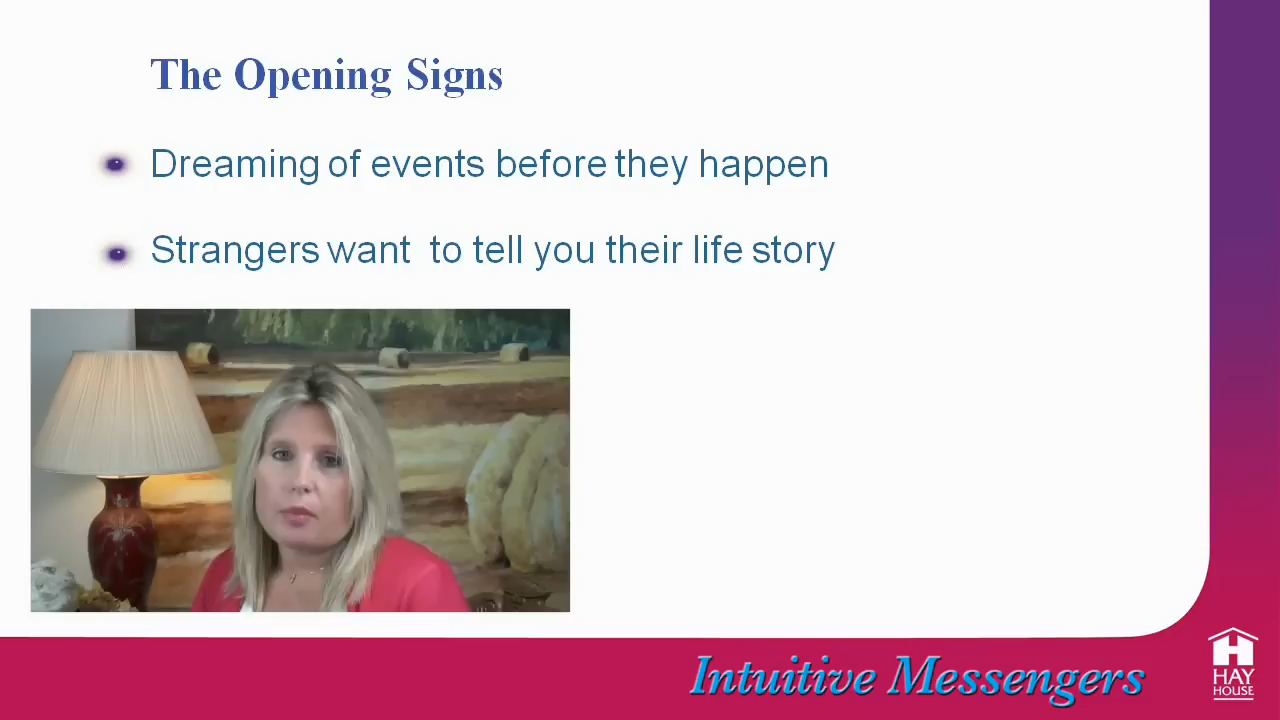 The Opening Signs
Dreaming of events before they happen
Strangers want to tell you their life story
Intuitive Messengers
HAY
HOUSE